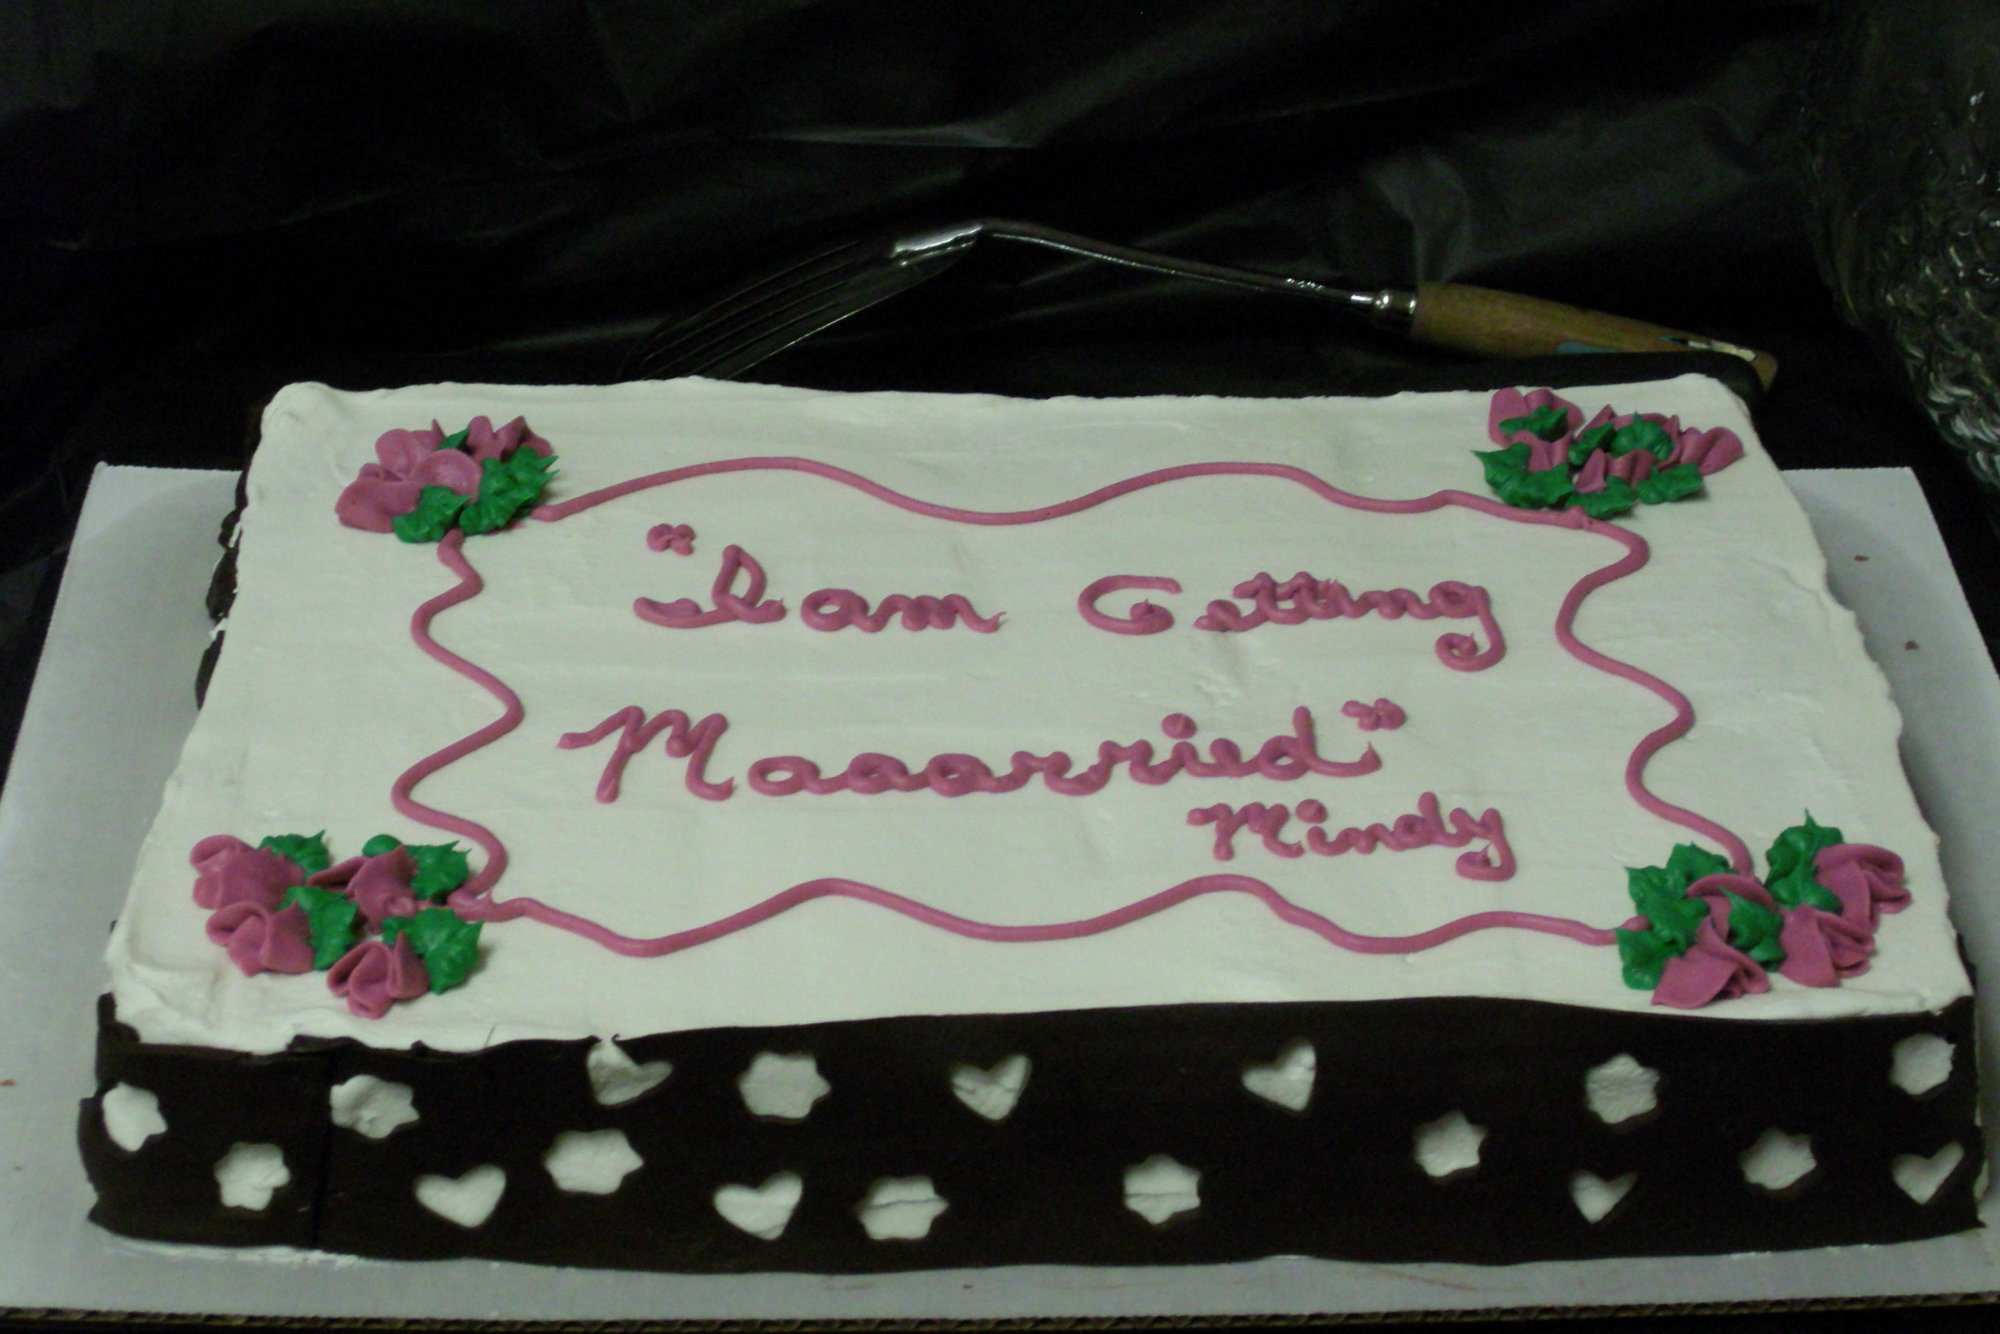 "I am Getting
Maaarried"
Mindy